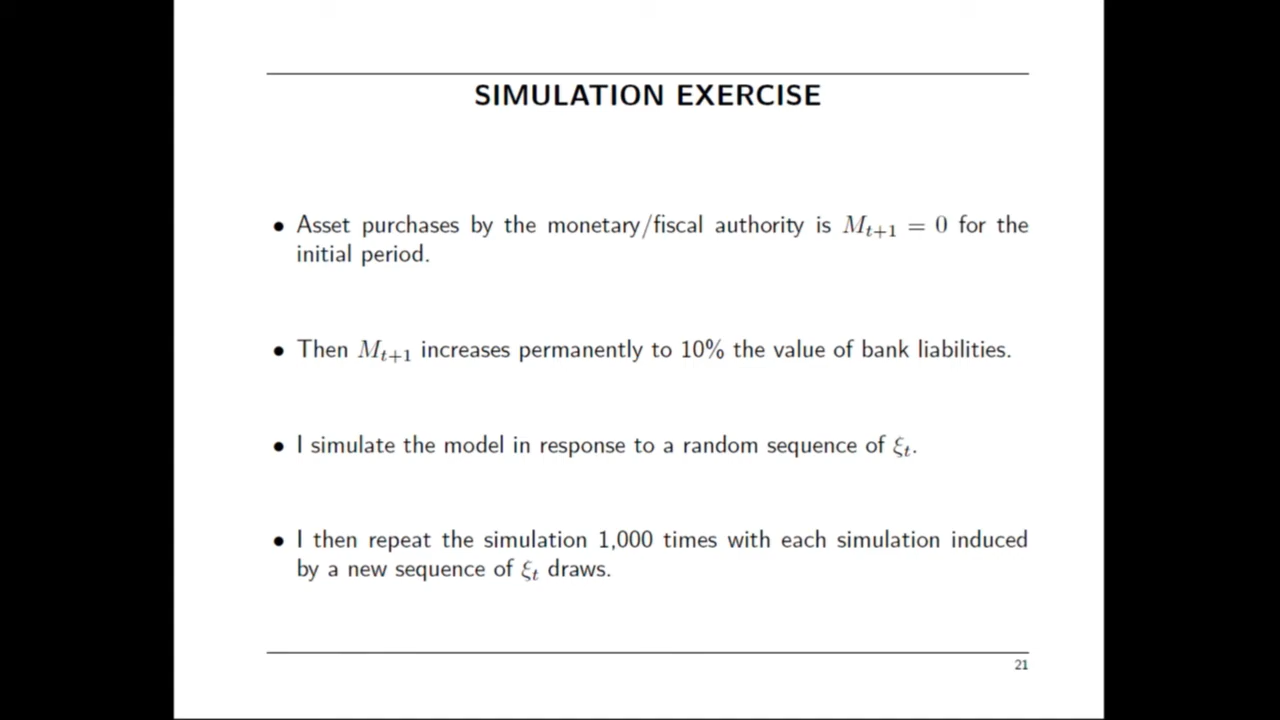 SIMULATION EXERCISE
• Asset purchases by the monetary/fiscal authority is $M_{t+1} = 0$ for the
initial period.
• Then $M_{t+1}$ increases permanently to 10% the value of bank liabilities.
• I simulate the model in response to a random sequence of $\xi_t$.
• I then repeat the simulation 1,000 times with each simulation induced
by a new sequence of $\xi_t$ draws.
21